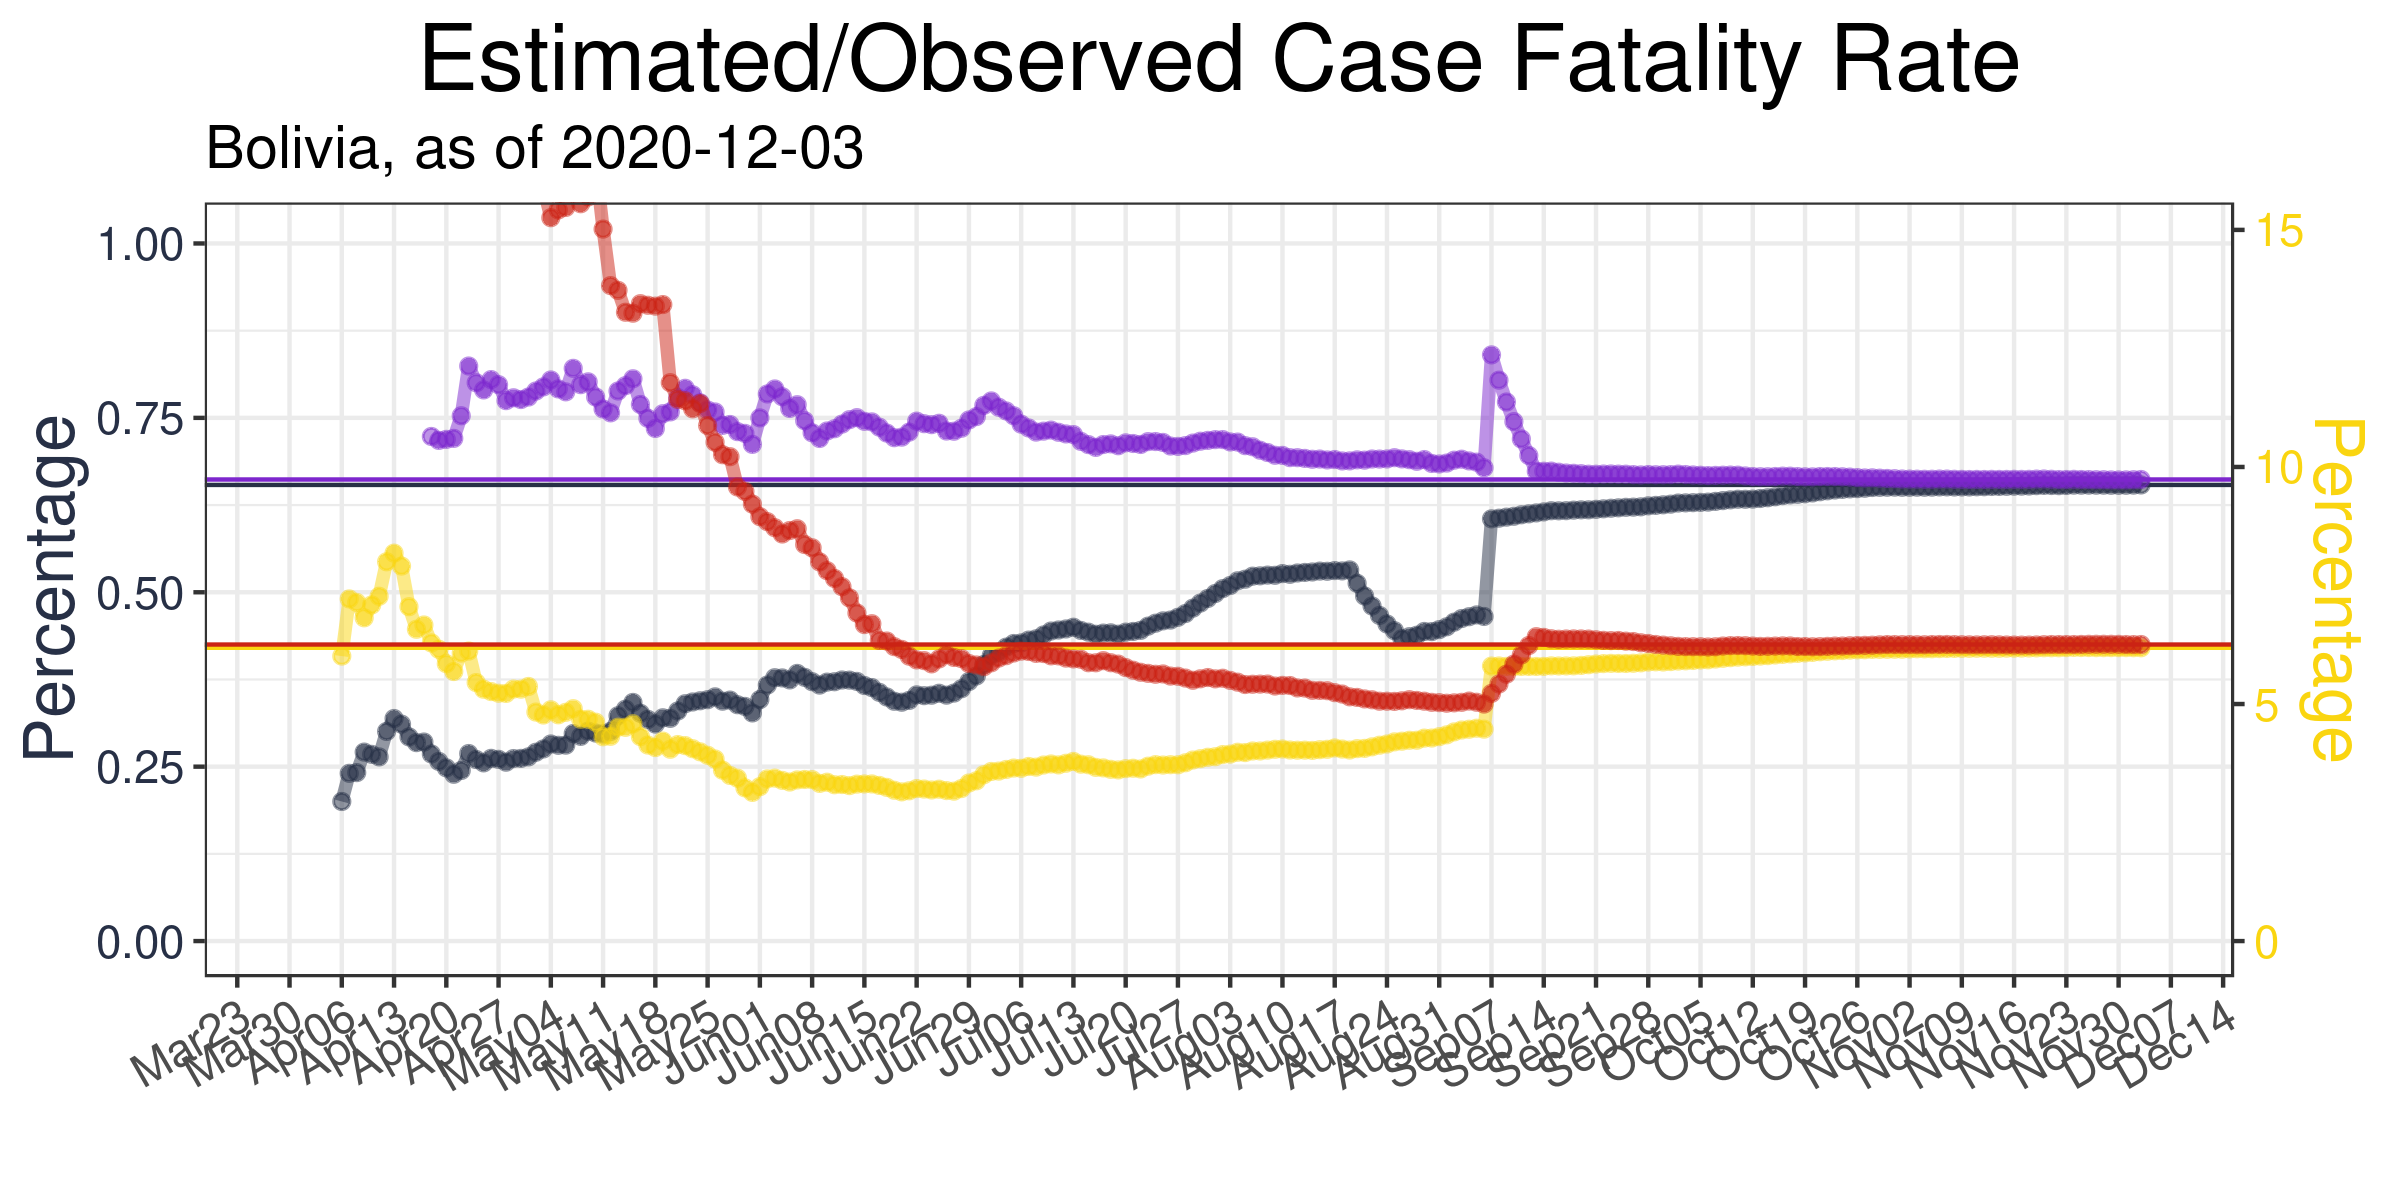 Estimated/Observed Case Fatality Rate
Bolivia, as of 2020-12-03
Percentage
1.00
0.75
0.50
0.25
0.00
15
10
5
0
Percentage
Mar23
Mar30
Apr06
Apr13
Apr20
Apr27
May04
May11
May18
May25
Jun01
Jun08
Jun15
Jun22
Jun29
Jul06
Jul13
Jul20
Jul27
Aug03
Aug10
Aug17
Aug24
Aug31
Sep07
Sep14
Sep21
Sep28
Oct05
Oct12
Oct19
Oct26
Nov02
Nov09
Nov16
Nov23
Nov30
Dec07
Dec14